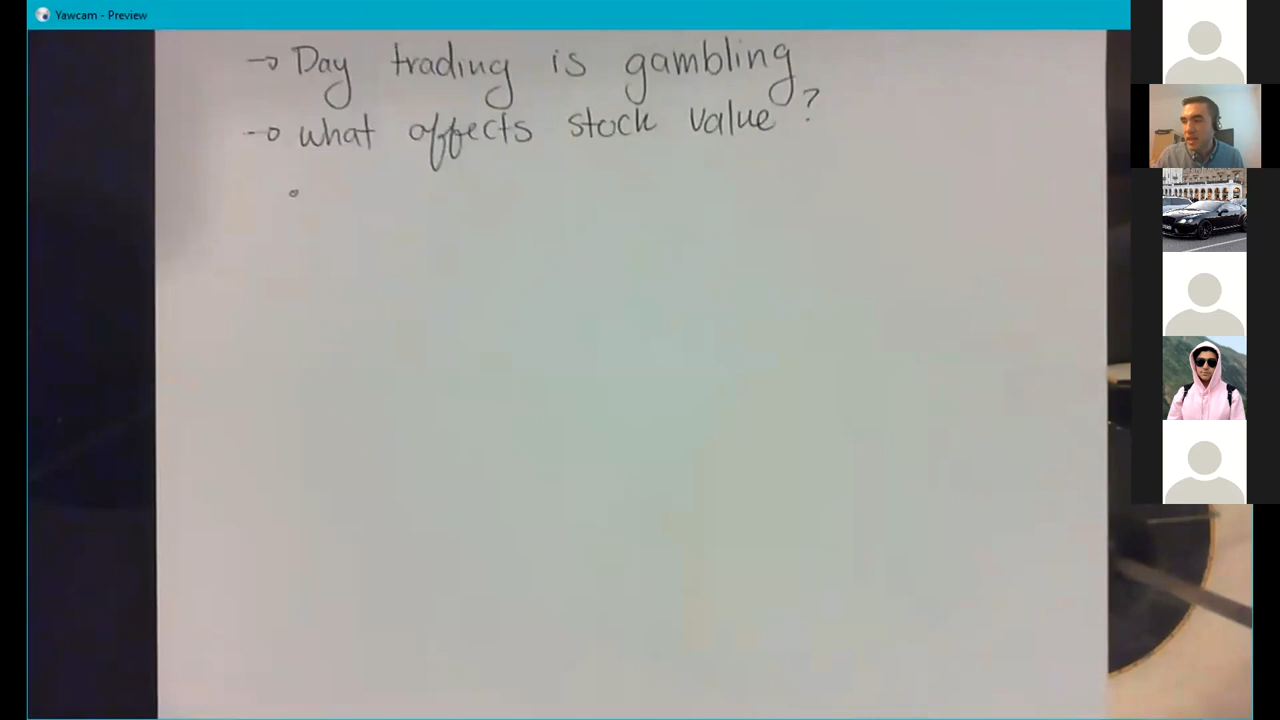 Yawcam - Preview
→ Day trading is gambling
→ what affects stock value ?